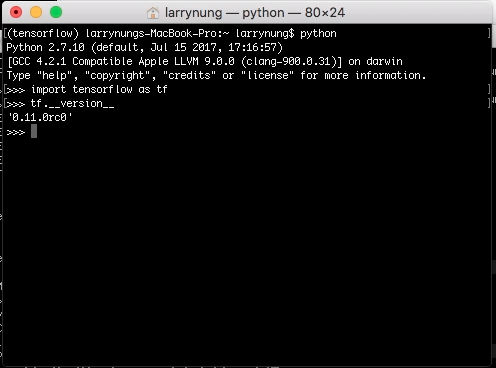 larrynung — python — 80×24
[(tensorflow) larrynungs-MacBook-Pro:~ larrynung$ python
Python 2.7.10 (default, Jul 15 2017, 17:16:57)
[GCC 4.2.1 Compatible Apple LLVM 9.0.0 (clang-900.0.31)] on darwin
Type "help", "copyright", "credits" or "license" for more information.
[>>> import tensorflow as tf ]
[>>> tf.__version__ ]
'0.11.0rc0'
>>>